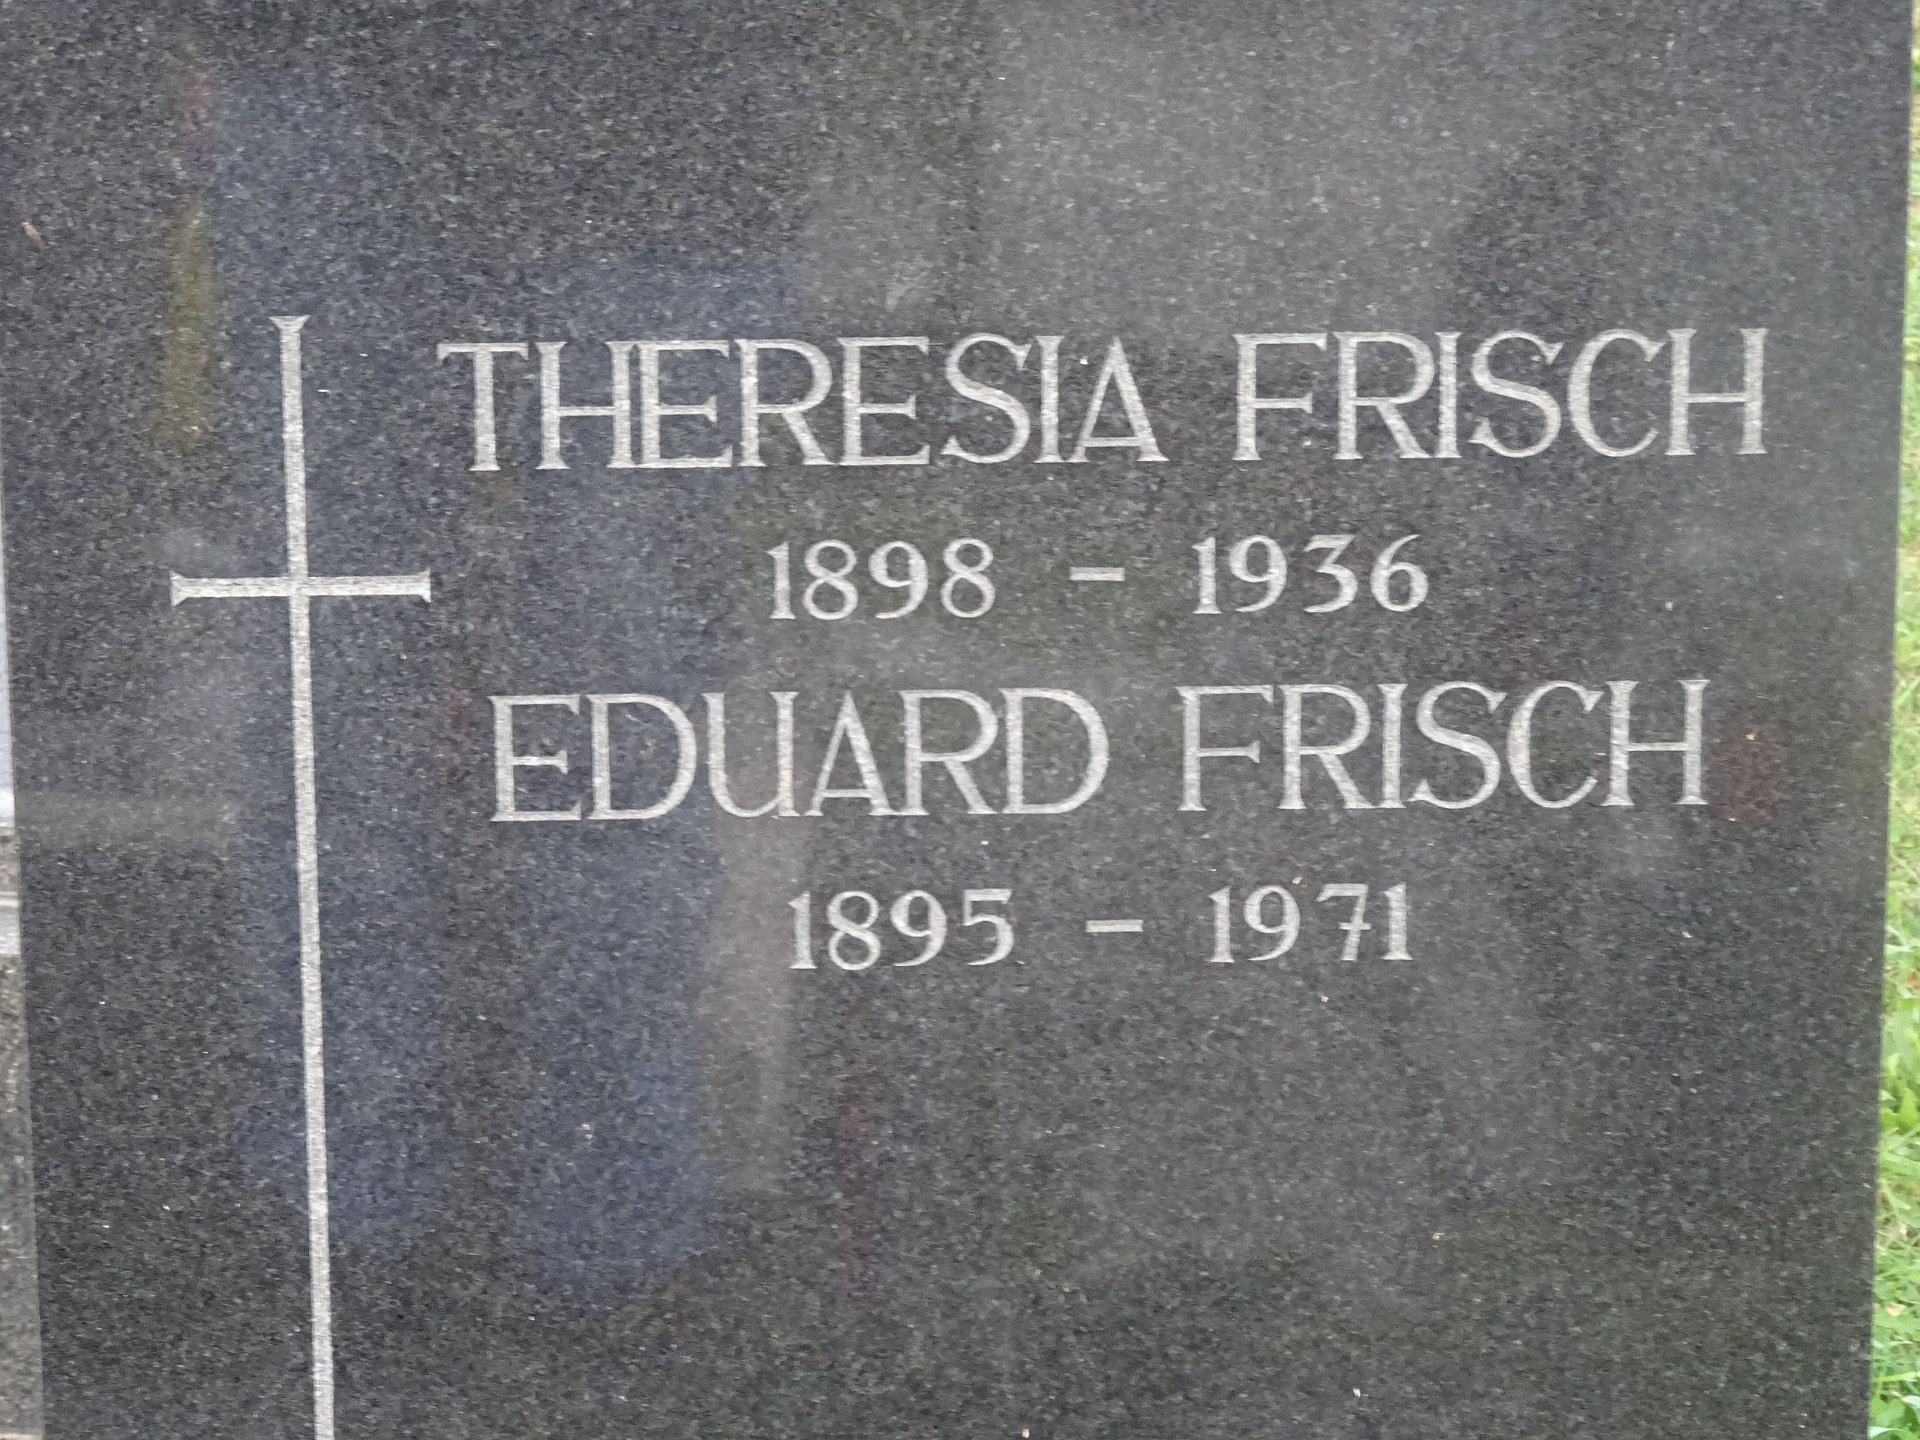 THERESIA FRISCH
1898 - 1936
EDUARD FRISCH
1895 - 1971